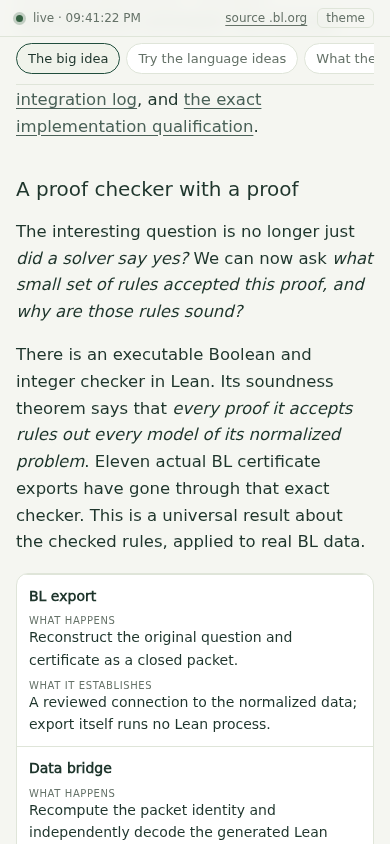 live · 09:41:22 PM
source .bl.org
theme
The big idea
Try the language ideas
What the
integration log, and the exact
implementation qualification.
A proof checker with a proof
The interesting question is no longer just
did a solver say yes? We can now ask what
small set of rules accepted this proof, and
why are those rules sound?
There is an executable Boolean and
integer checker in Lean. Its soundness
theorem says that every proof it accepts
rules out every model of its normalized
problem. Eleven actual BL certificate
exports have gone through that exact
checker. This is a universal result about
the checked rules, applied to real BL data.
BL export
WHAT HAPPENS
Reconstruct the original question and
certificate as a closed packet.
WHAT IT ESTABLISHES
A reviewed connection to the normalized data;
export itself runs no Lean process.
Data bridge
WHAT HAPPENS
Recompute the packet identity and
independently decode the generated Lean